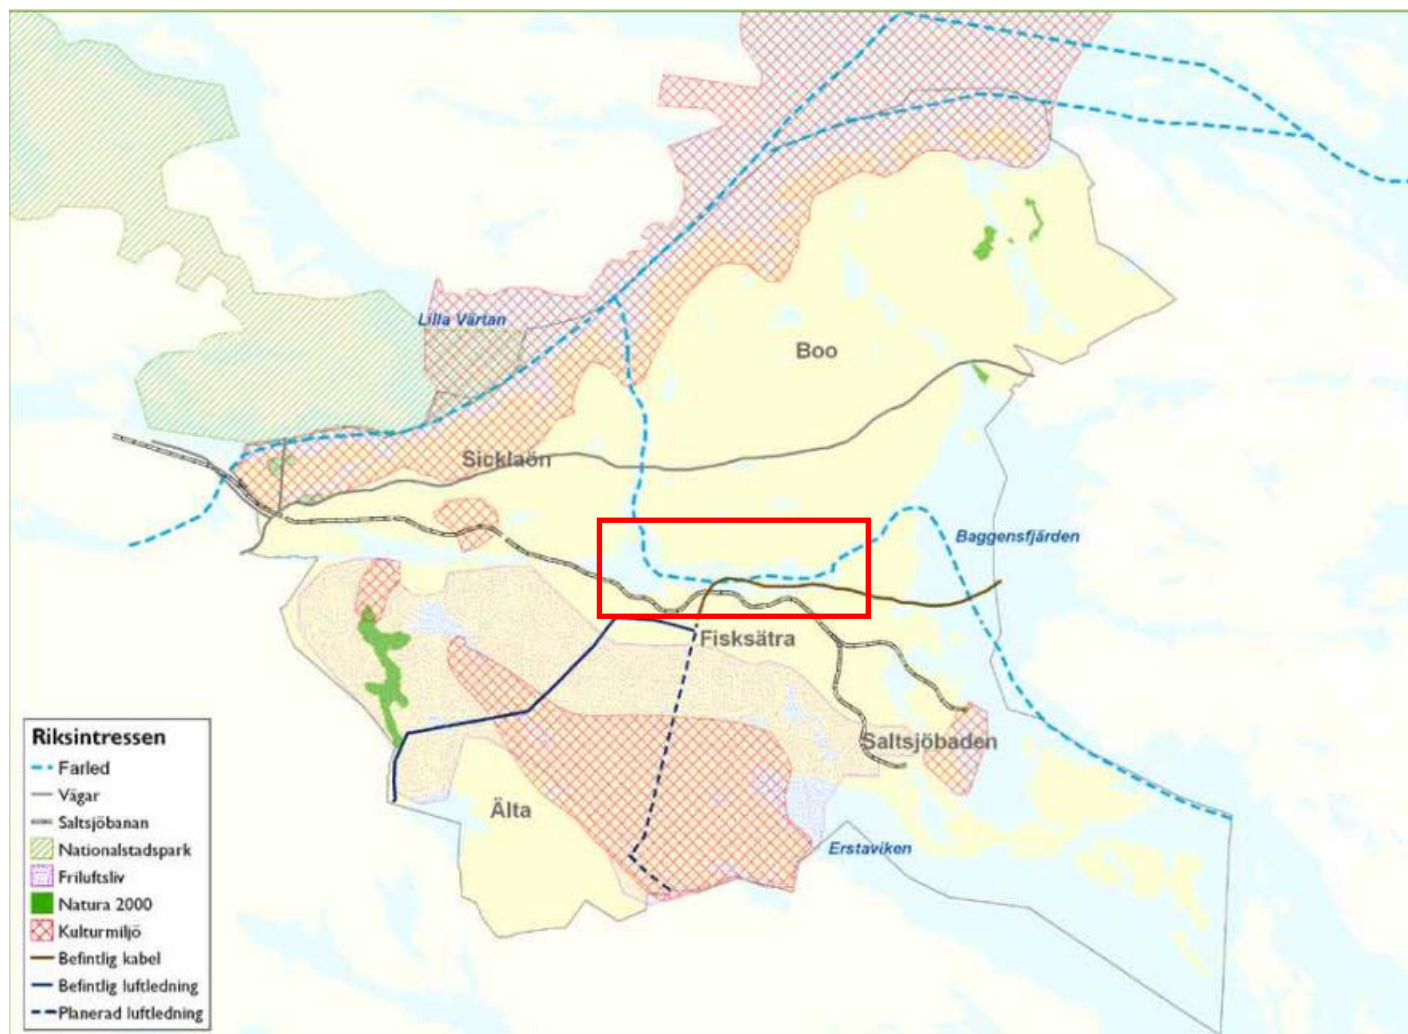 Lilla Värtan
Boo
Sicklaön
Baggensfjärden
Fisksätra
Saltsjöbaden
Älta
Erstaviken
Riksintressen
Farled
Vägar
Saltsjöbanan
Nationalstadspark
Friluftsliv
Natura 2000
Kulturmiljö
Befintlig kabel
Befintlig luftledning
Planerad luftledning